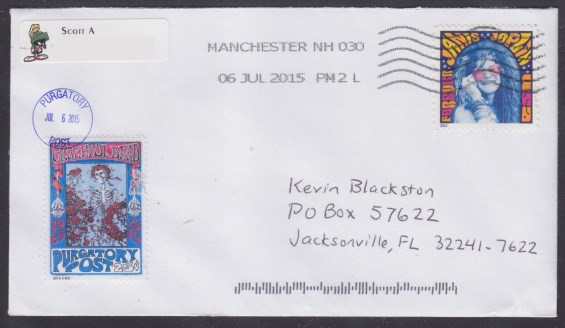 Scott A
MANCHESTER NH 030
06 JUL 2015 PM 2 L
JANIS JOPLIN
FOREVER
USA
PURGATORY
JUL 6 2015
POST
GRATEFUL DEAD
PURGATORY
POST
Kevin Blackston
PO Box 57622
Jacksonville, FL 32241-7622